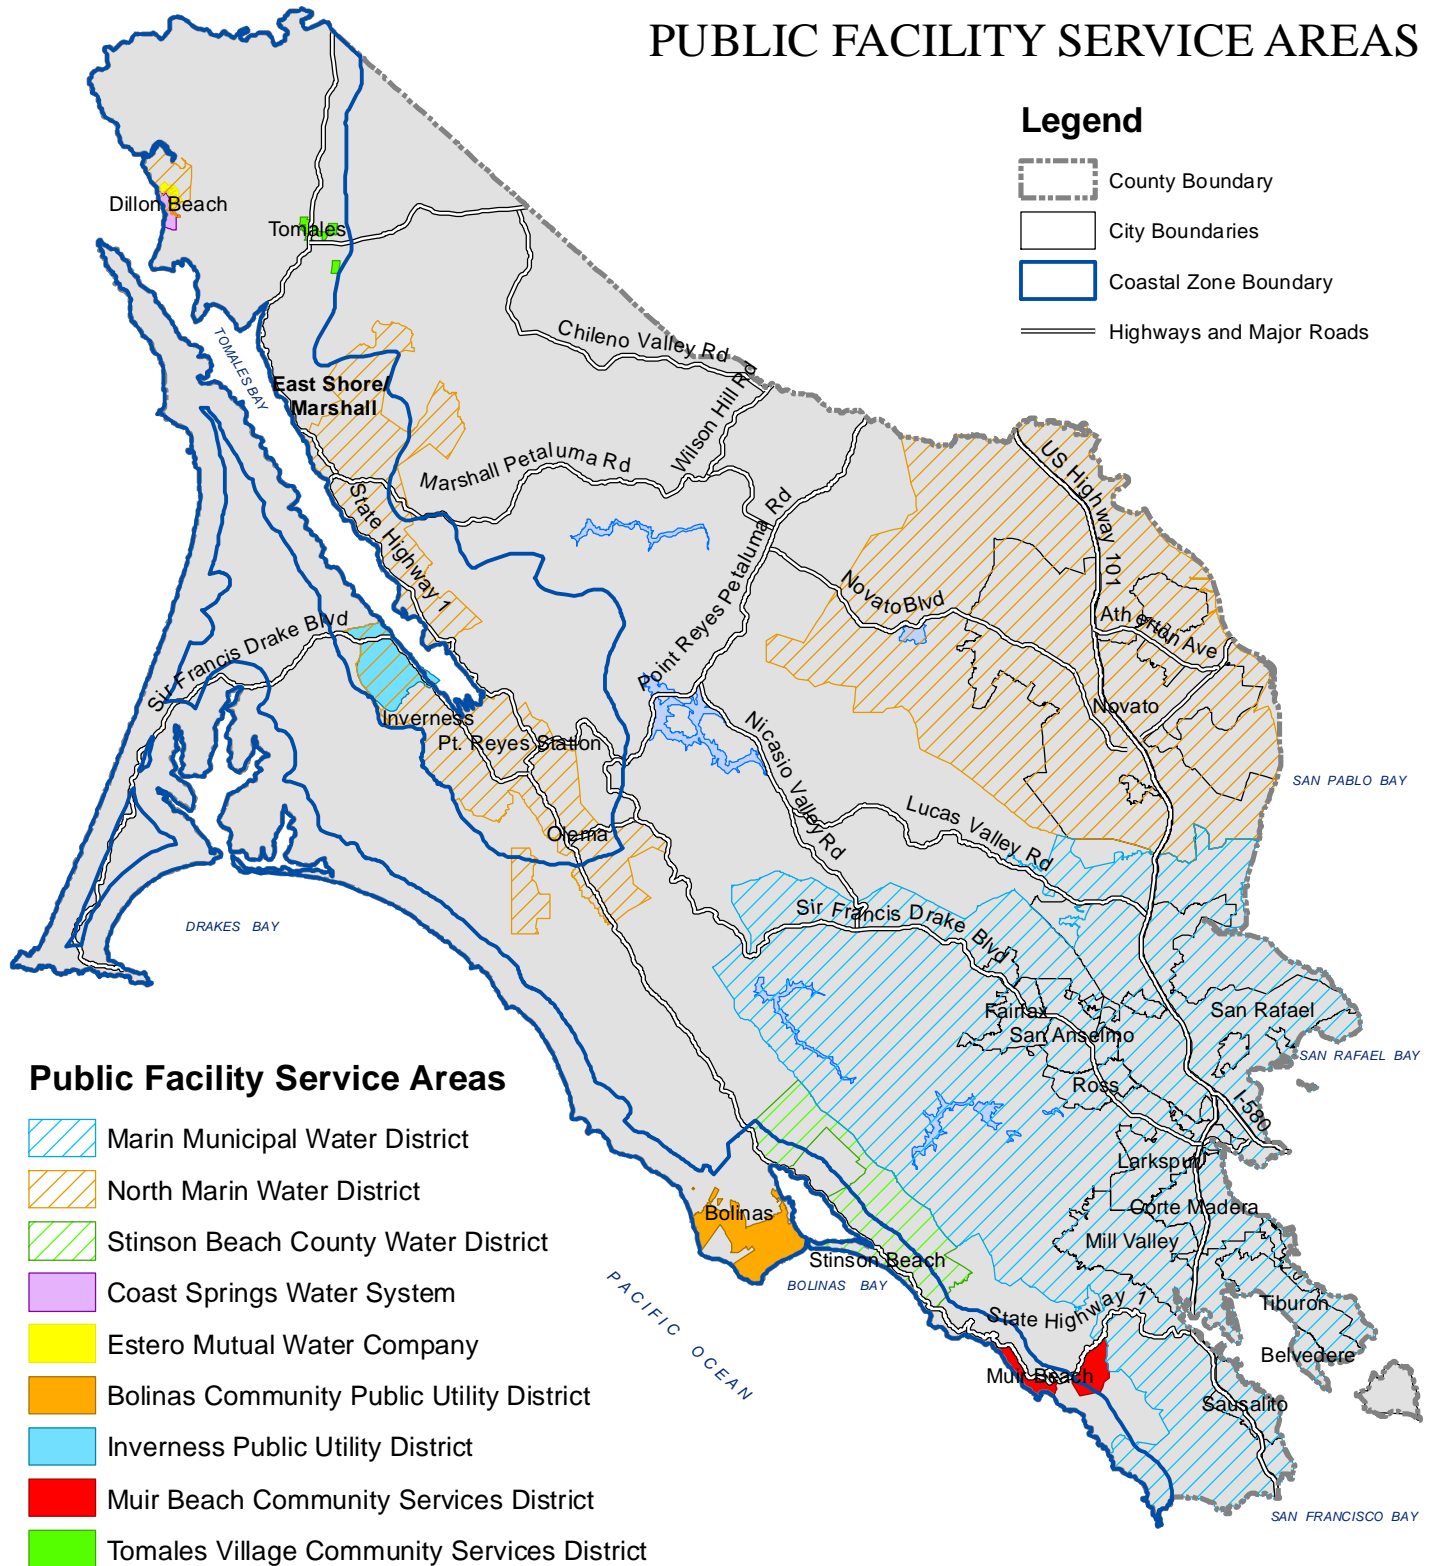 PUBLIC FACILITY SERVICE AREAS
Legend
County Boundary
City Boundaries
Coastal Zone Boundary
Highways and Major Roads
Dillon Beach
Tomales
TOMALES BAY
Chileno Valley Rd
Wilson Hill Rd
East Shore/
Marshall
Marshall Petaluma Rd
State Highway 1
Point Reyes Petaluma Rd
US Highway 101
Novato Blvd
Atherton Ave
Novato
Sir Francis Drake Blvd
Inverness
Pt. Reyes Station
Nicasio Valley Rd
SAN PABLO BAY
Lucas Valley Rd
Olema
DRAKES BAY
Sir Francis Drake Blvd
Fairfax
San Anselmo
San Rafael
SAN RAFAEL BAY
Ross
I-580
Larkspur
Corte Madera
Mill Valley
Bolinas
Stinson Beach
BOLINAS BAY
PACIFIC OCEAN
State Highway 1
Tiburon
Belvedere
Muir Beach
Sausalito
SAN FRANCISCO BAY
Public Facility Service Areas
Marin Municipal Water District
North Marin Water District
Stinson Beach County Water District
Coast Springs Water System
Estero Mutual Water Company
Bolinas Community Public Utility District
Inverness Public Utility District
Muir Beach Community Services District
Tomales Village Community Services District